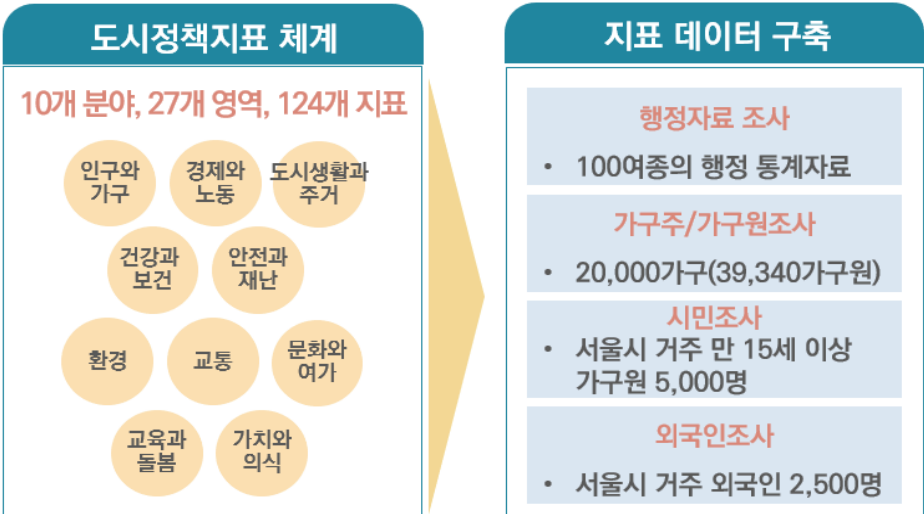 도시정책지표 체계
10개 분야, 27개 영역, 124개 지표
인구와
가구
경제와
노동
도시생활과
주거
건강과
보건
안전과
재난
환경
교통
문화와
여가
교육과
돌봄
가치와
의식
지표 데이터 구축
행정자료 조사
• 100여종의 행정 통계자료
가구주/가구원조사
• 20,000가구(39,340가구원)
시민조사
• 서울시 거주 만 15세 이상
가구원 5,000명
외국인조사
• 서울시 거주 외국인 2,500명